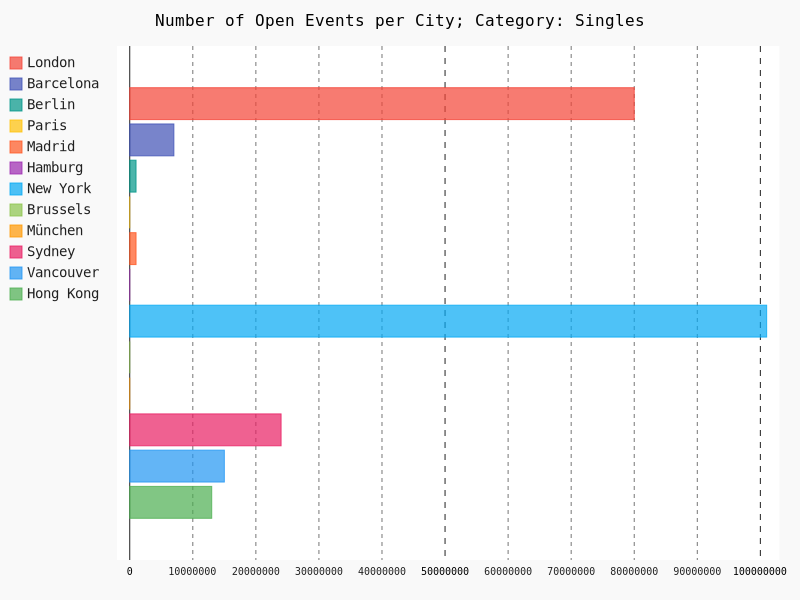 Number of Open Events per City; Category: Singles
London
Barcelona
Berlin
Paris
Madrid
Hamburg
New York
Brussels
München
Sydney
Vancouver
Hong Kong
0 10000000 20000000 30000000 40000000 50000000 60000000 70000000 80000000 90000000 100000000